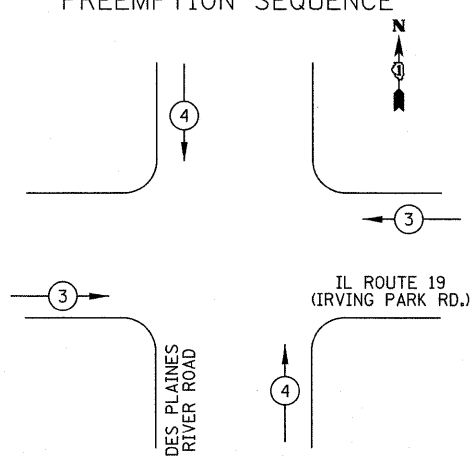 PREEMPTION SEQUENCE
N
4
3
3
IL ROUTE 19
(IRVING PARK RD.)
DES PLAINES
RIVER ROAD
4